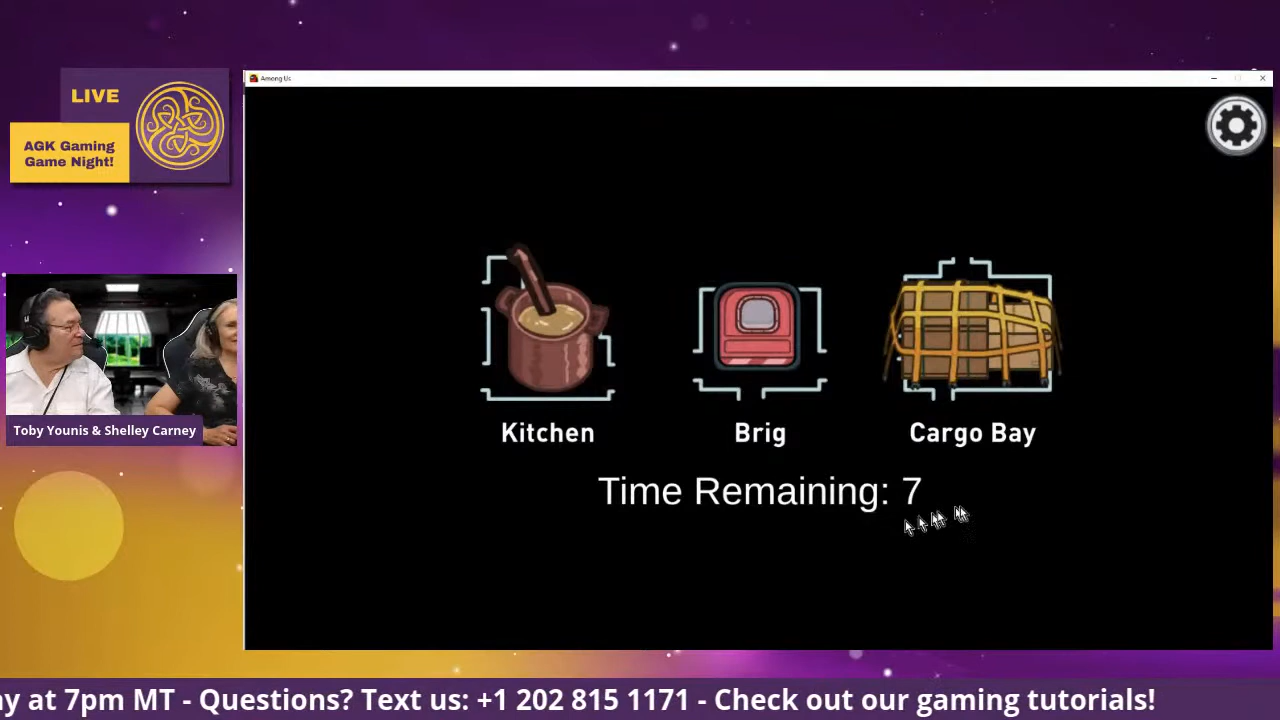 LIVE
AGK Gaming
Game Night!
Among Us
Kitchen
Brig
Cargo Bay
Time Remaining: 7
Toby Younis & Shelley Carney
at 7pm MT - Questions? Text us: +1 202 815 1171 - Check out our gaming tutorials!